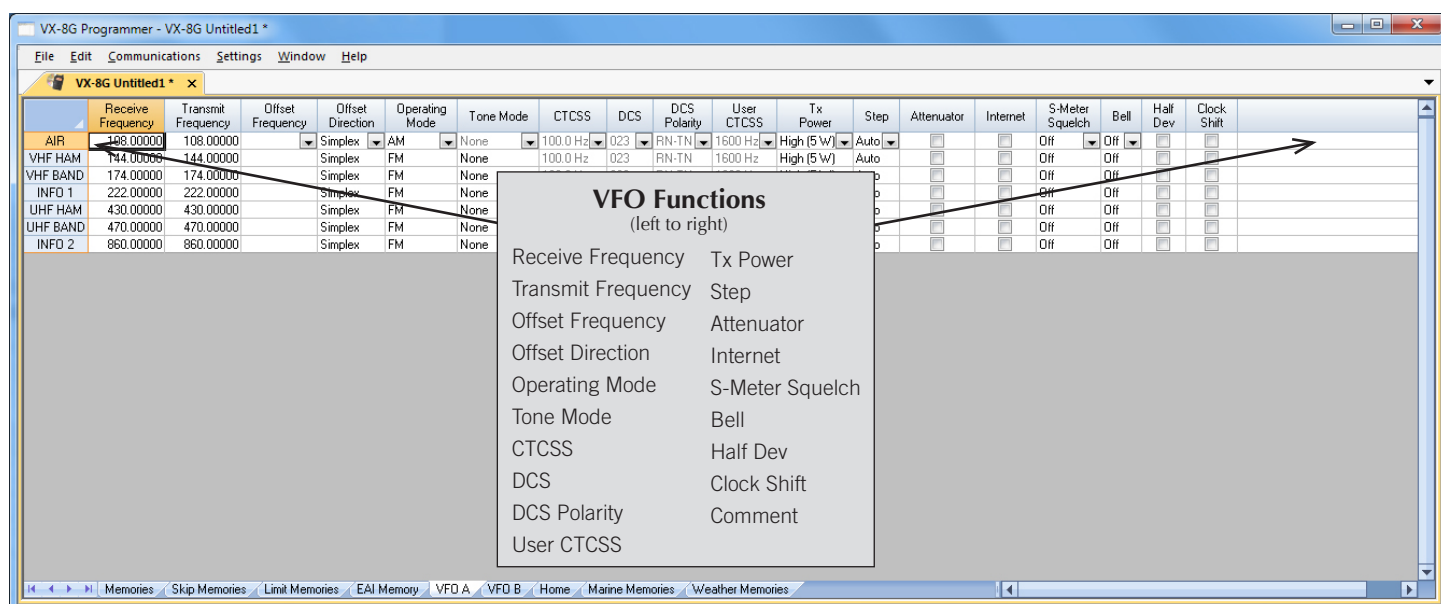 VX-8G Programmer - VX-8G Untitled1 *
File Edit Communications Settings Window Help
VX-8G Untitled1 * x
Receive Frequency Transmit Frequency Offset Frequency Offset Direction Operating Mode Tone Mode CTCSS DCS DCS Polarity User CTCSS Tx Power Step Attenuator Internet S-Meter Squelch Bell Half Dev Clock Shift
AIR 108.00000 108.00000 Simplex AM None 100.0 Hz 023 RN-TN 1600 Hz High (5 W) Auto Off Off
VHF HAM 144.00000 144.00000 Simplex FM None 100.0 Hz 023 RN-TN 1600 Hz High (5 W) Auto Off Off
VHF BAND 174.00000 174.00000 Simplex FM None Off Off
INFO 1 222.00000 222.00000 Simplex FM None Off Off
UHF HAM 430.00000 430.00000 Simplex FM None Off Off
UHF BAND 470.00000 470.00000 Simplex FM None Off Off
INFO 2 860.00000 860.00000 Simplex FM None Off Off
VFO Functions
(left to right)
Receive Frequency
Transmit Frequency
Offset Frequency
Offset Direction
Operating Mode
Tone Mode
CTCSS
DCS
DCS Polarity
User CTCSS
Tx Power
Step
Attenuator
Internet
S-Meter Squelch
Bell
Half Dev
Clock Shift
Comment
Memories Skip Memories Limit Memories EAI Memory VFO A VFO B Home Marine Memories Weather Memories